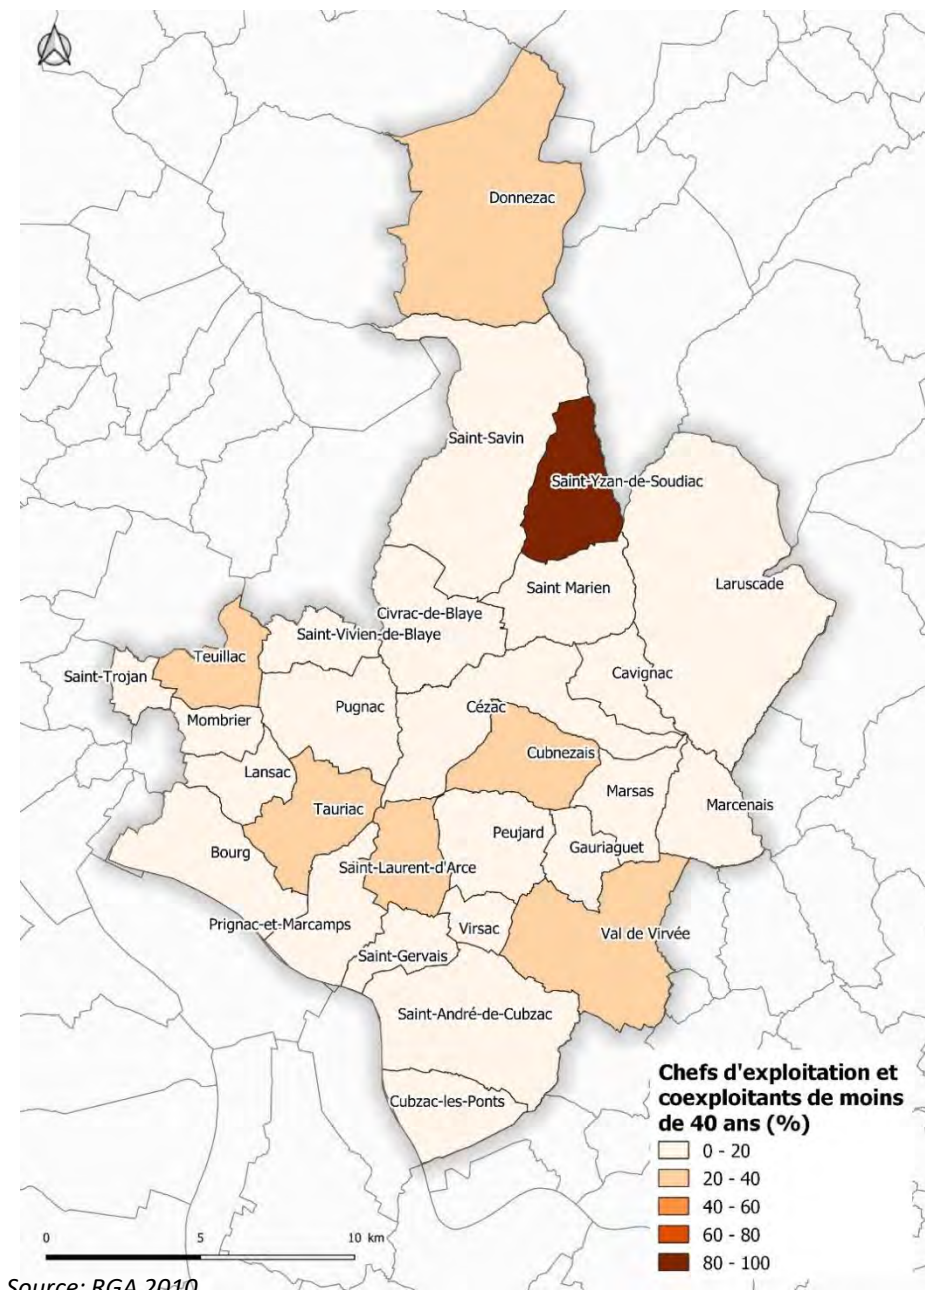 Donnezac
Saint-Savin
Saint-Yzan-de-Soudiac
Laruscade
Saint Marien
Civrac-de-Blaye
Saint-Vivien-de-Blaye
Teuillac
Saint-Trojan
Cavignac
Pugnac
Cézac
Mombrier
Cubnezais
Lansac
Marsas
Marcenais
Tauriac
Peujard
Gauriaguet
Bourg
Saint-Laurent-d'Arce
Prignac-et-Marcamps
Virsac
Val de Virvée
Saint-Gervais
Saint-André-de-Cubzac
Cubzac-les-Ponts
Chefs d'exploitation et
coexploitants de moins
de 40 ans (%)
0 - 20
20 - 40
40 - 60
60 - 80
80 - 100
0 5 10 km
Source: RGA 2010